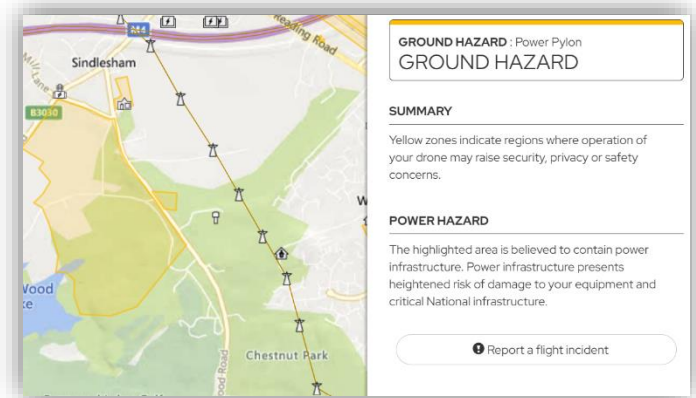 Reading Road
Sindlesham
Mill Lane
B3030
Wood Road
Chestnut Park
GROUND HAZARD : Power Pylon
GROUND HAZARD
SUMMARY
Yellow zones indicate regions where operation of
your drone may raise security, privacy or safety
concerns.
POWER HAZARD
The highlighted area is believed to contain power
infrastructure. Power infrastructure presents
heightened risk of damage to your equipment and
critical National infrastructure.
Report a flight incident